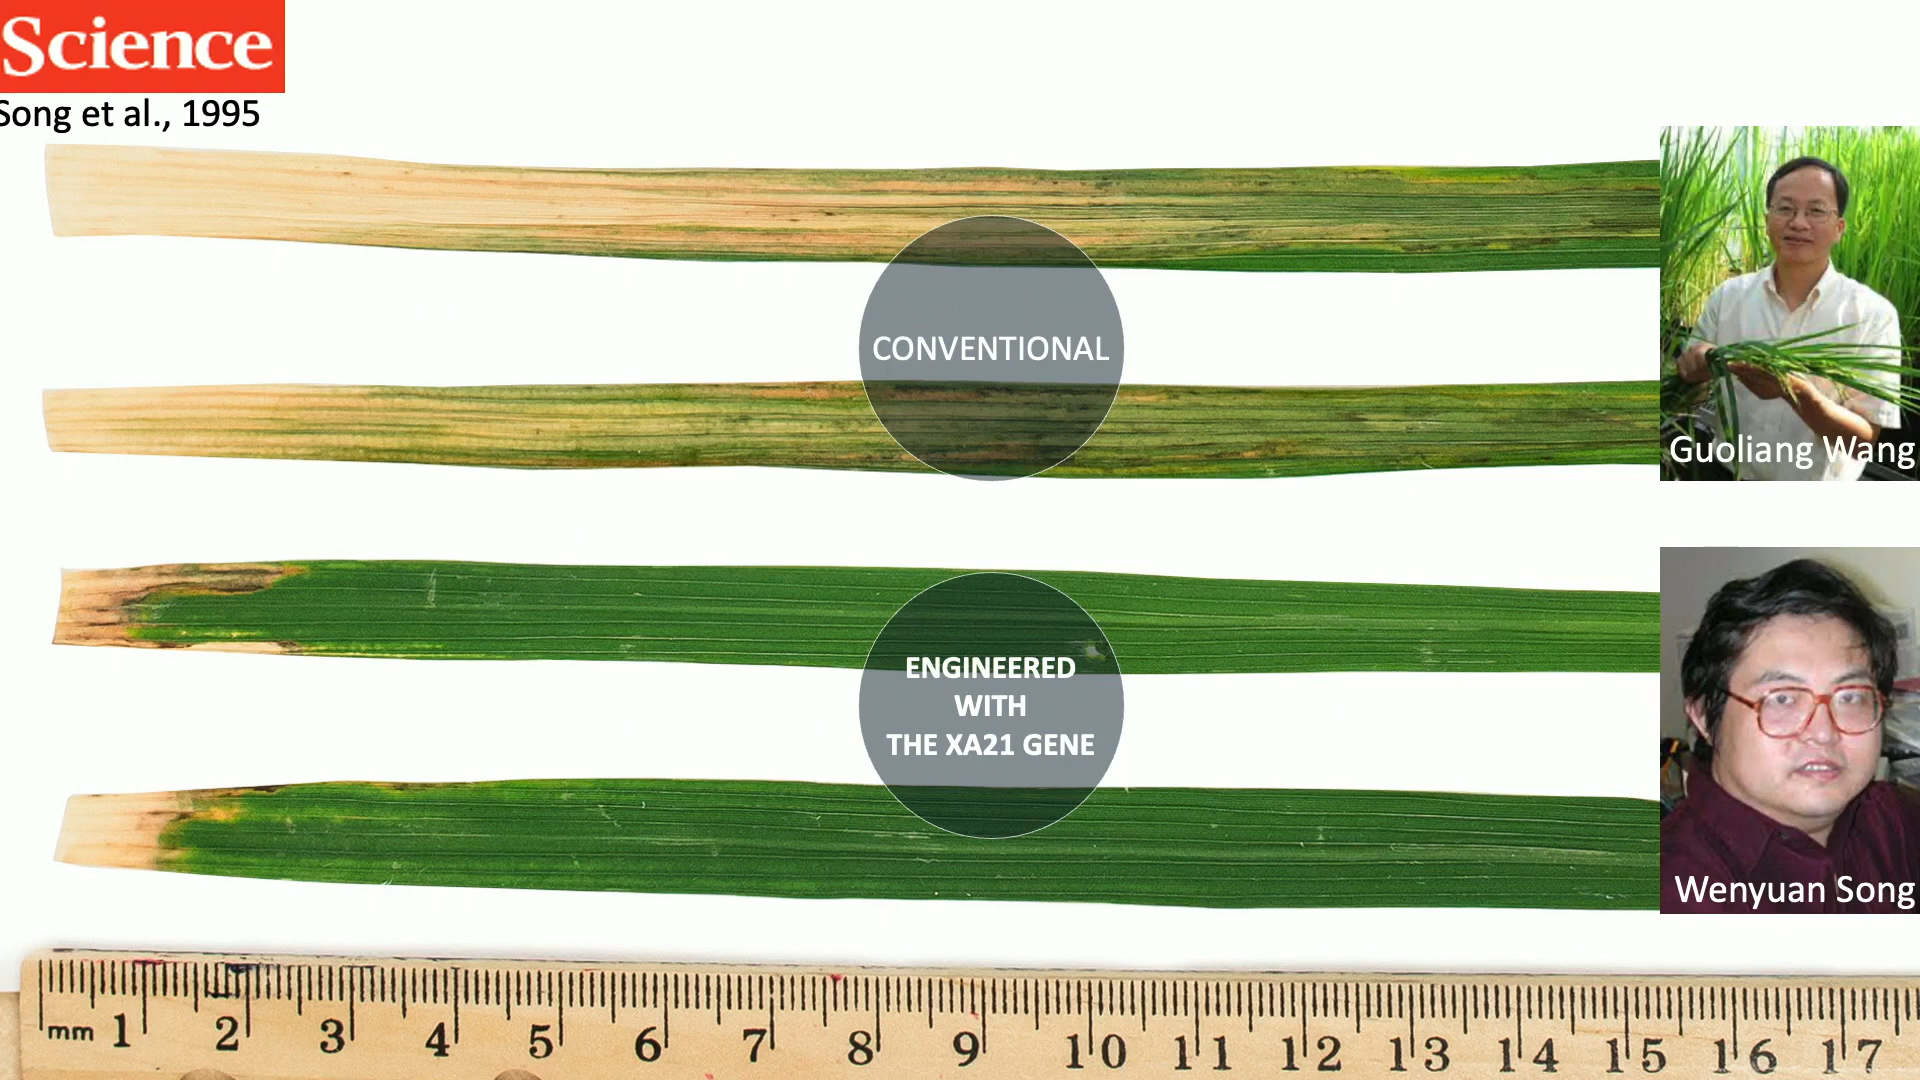 Science
Song et al., 1995
CONVENTIONAL
Guoliang Wang
ENGINEERED
WITH
THE XA21 GENE
Wenyuan Song
mm 1 2 3 4 5 6 7 8 9 10 11 12 13 14 15 16 17